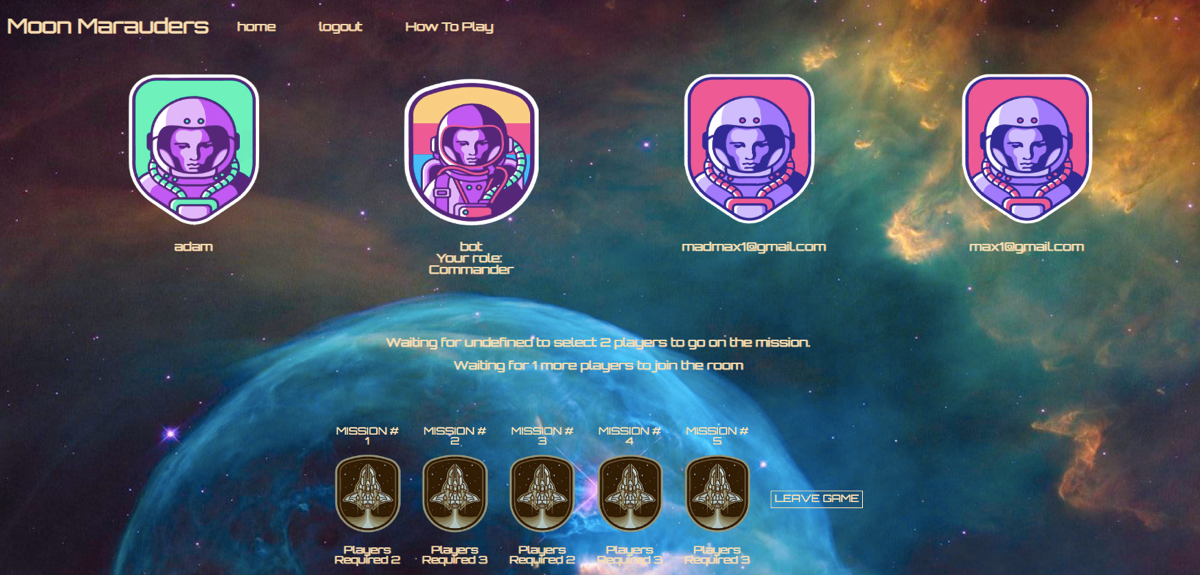 Moon Marauders home logout How To Play
adam
bot
Your role:
Commander
madmax1@gmail.com
max1@gmail.com
Waiting for undefined to select 2 players to go on the mission.
Waiting for 1 more players to join the room
MISSION #
1
MISSION #
2
MISSION #
3
MISSION #
4
MISSION #
5
LEAVE GAME
Players
Required 2
Players
Required 3
Players
Required 2
Players
Required 3
Players
Required 3